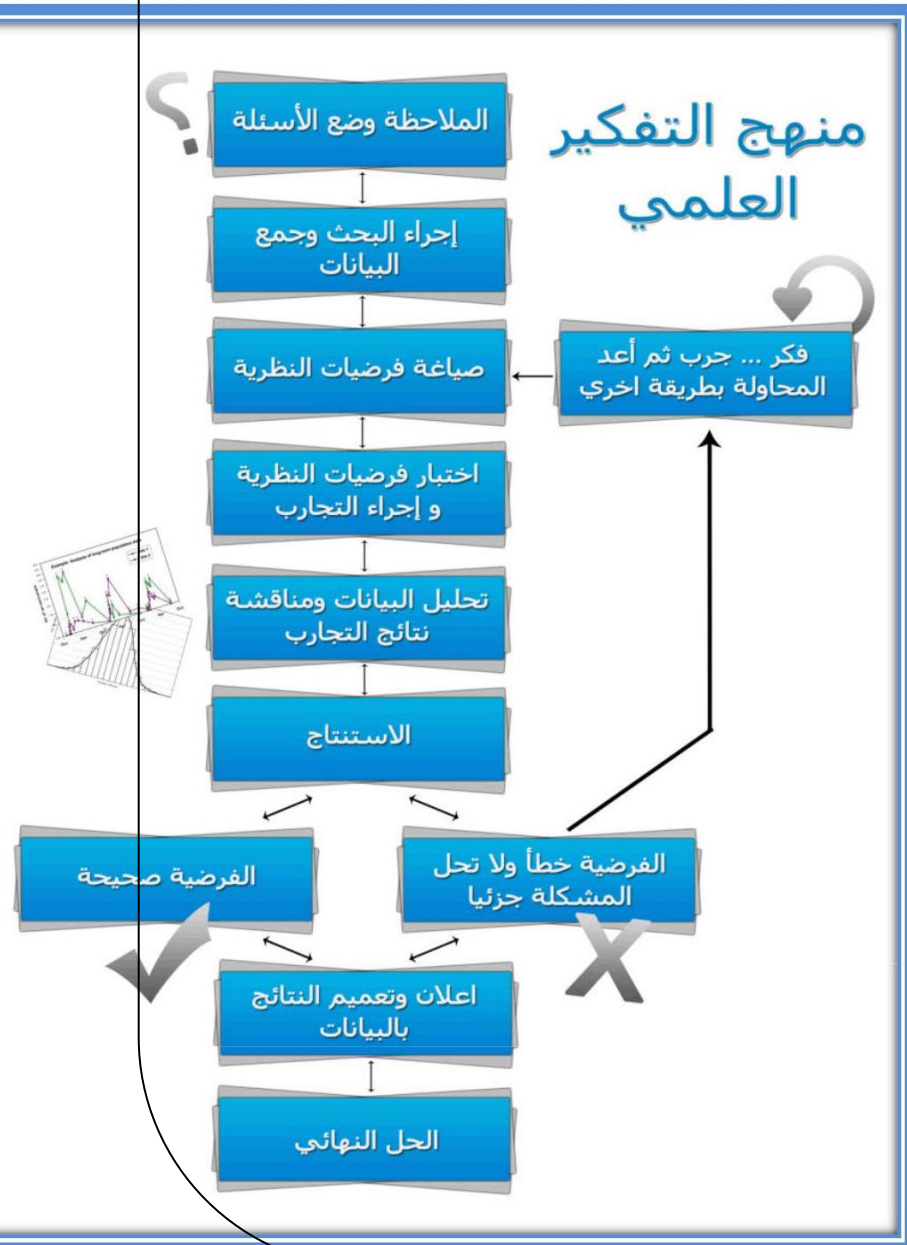 منهج التفكير
العلمي
؟
الملاحظة وضع الأسئلة
إجراء البحث وجمع
البيانات
صياغة فرضيات النظرية
فكر ... جرب ثم أعد
المحاولة بطريقة اخري
اختبار فرضيات النظرية
و إجراء التجارب
تحليل البيانات ومناقشة
نتائج التجارب
الاستنتاج
الفرضية خطأ ولا تحل
المشكلة جزئيا
الفرضية صحيحة
اعلان وتعميم النتائج
بالبيانات
الحل النهائي